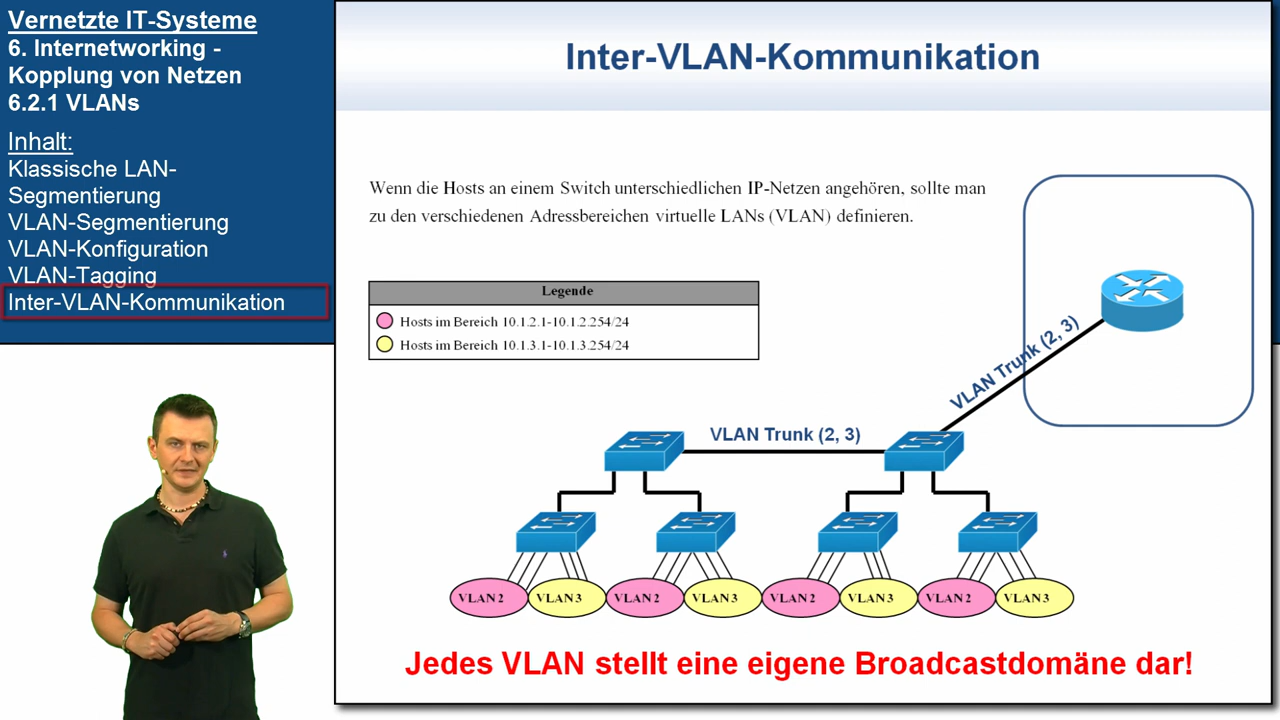 Vernetzte IT-Systeme
6. Internetworking -
Kopplung von Netzen
6.2.1 VLANs
Inhalt:
Klassische LAN-
Segmentierung
VLAN-Segmentierung
VLAN-Konfiguration
VLAN-Tagging
Inter-VLAN-Kommunikation
Inter-VLAN-Kommunikation
Wenn die Hosts an einem Switch unterschiedlichen IP-Netzen angehören, sollte man
zu den verschiedenen Adressbereichen virtuelle LANs (VLAN) definieren.
Legende
Hosts im Bereich 10.1.2.1-10.1.2.254/24
Hosts im Bereich 10.1.3.1-10.1.3.254/24
VLAN Trunk (2, 3)
VLAN Trunk (2, 3)
VLAN 2 VLAN 3 VLAN 2 VLAN 3 VLAN 2 VLAN 3 VLAN 2 VLAN 3
Jedes VLAN stellt eine eigene Broadcastdomäne dar!